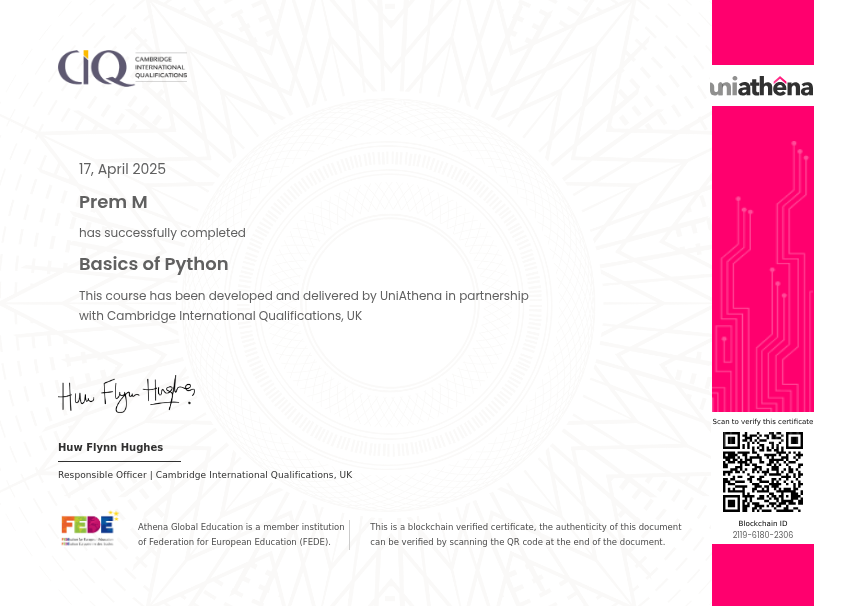 CIQ
CAMBRIDGE
INTERNATIONAL
QUALIFICATIONS
uniathena
17, April 2025
Prem M
has successfully completed
Basics of Python
This course has been developed and delivered by UniAthena in partnership
with Cambridge International Qualifications, UK
Huw Flynn Hughes
Huw Flynn Hughes
Responsible Officer | Cambridge International Qualifications, UK
FEDE
Athena Global Education is a member institution
of Federation for European Education (FEDE).
This is a blockchain verified certificate, the authenticity of this document
can be verified by scanning the QR code at the end of the document.
Scan to verify this certificate
Blockchain ID
2119-6180-2306